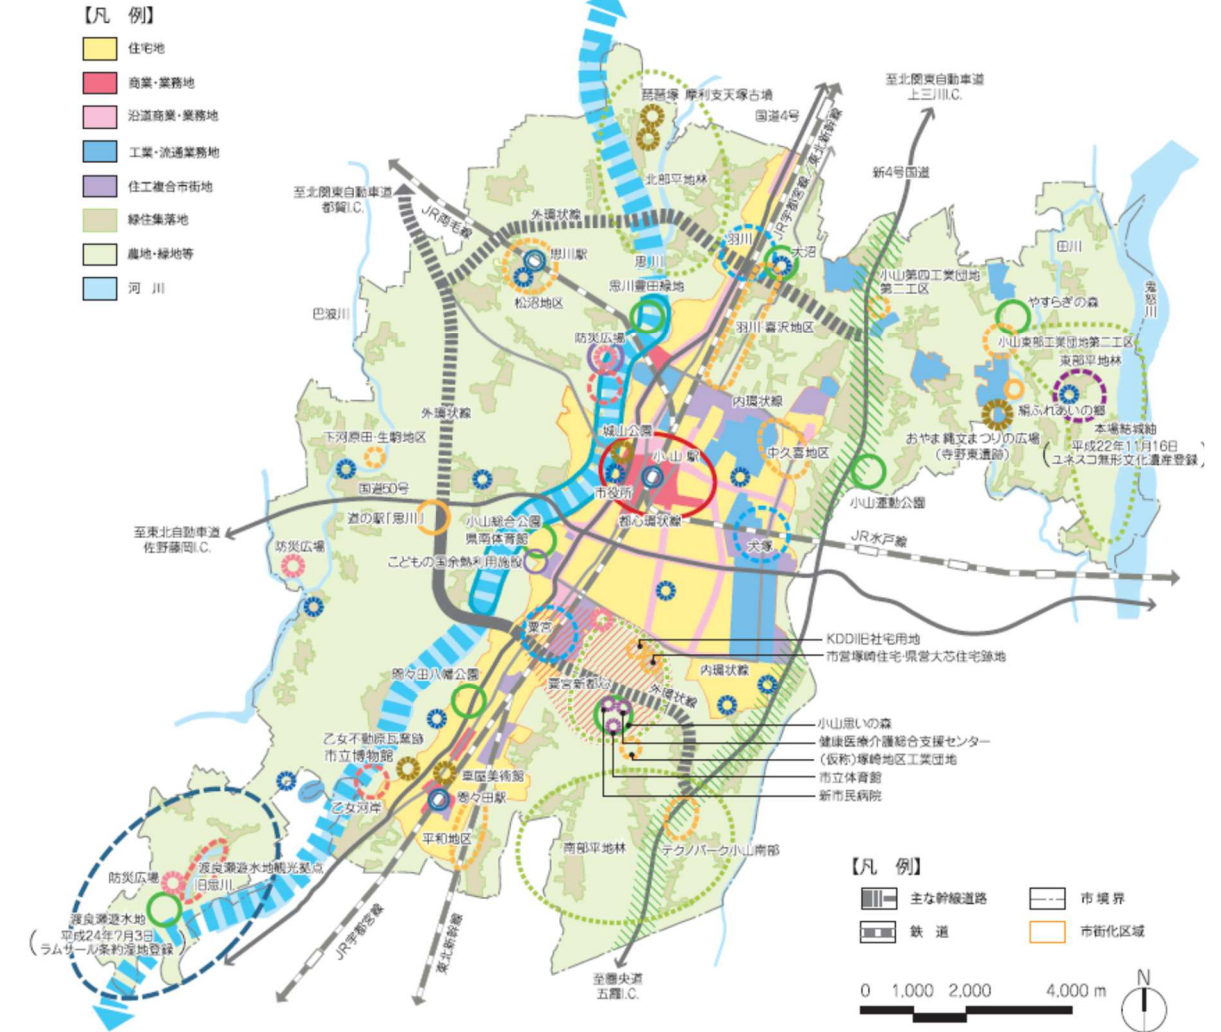 【凡　例】
住宅地
商業・業務地
沿道商業・業務地
工業・流通業務地
住工複合市街地
緑住集落地
農地・緑地等
河　川
琵琶塚 摩利支天塚古墳
国道4号
JR宇都宮線／東北新幹線
至北関東自動車道
上三川I.C.
新4号国道
至北関東自動車道
都賀I.C.
JR両毛線
外環状線
北部平地林
思川駅
松沼地区
思 川
羽川
大沼
小山第四工業団地
第二工区
田川
鬼怒川
巴波川
思川豊田緑地
羽川・喜沢地区
やすらぎの森
小山東部工業団地第二工区
東部平地林
防災広場
内環状線
絹ふれあいの郷
本場結城紬
(平成22年11月16日
ユネスコ無形文化遺産登録)
おやま縄文まつりの広場
(寺野東遺跡)
外環状線
下河原田・生駒地区
城山公園
小山駅
中久喜地区
市役所
国道50号
道の駅「思川」
小山総合公園
県南体育館
都心環状線
小山運動公園
至東北自動車道
佐野藤岡I.C.
防災広場
こどもの国余熱利用施設
犬塚
JR水戸線
粟宮
KDDI旧社宅用地
市営塚崎住宅・県営大芯住宅跡地
内環状線
間々田八幡公園
粟宮新都心
外環状線
小山思いの森
健康医療介護総合支援センター
(仮称)塚崎地区工業団地
市立体育館
新市民病院
乙女不動原瓦窯跡
市立博物館
車屋美術館
間々田駅
乙女河岸
平和地区
南部平地林
テクノパーク小山南部
防災広場
渡良瀬遊水地観光拠点
旧思川
渡良瀬遊水地
(平成24年7月3日
ラムサール条約湿地登録)
JR宇都宮線
東北新幹線
至圏央道
五霞I.C.
【凡　例】
主な幹線道路
市 境 界
鉄　道
市街化区域
0 1,000 2,000 4,000 m
N